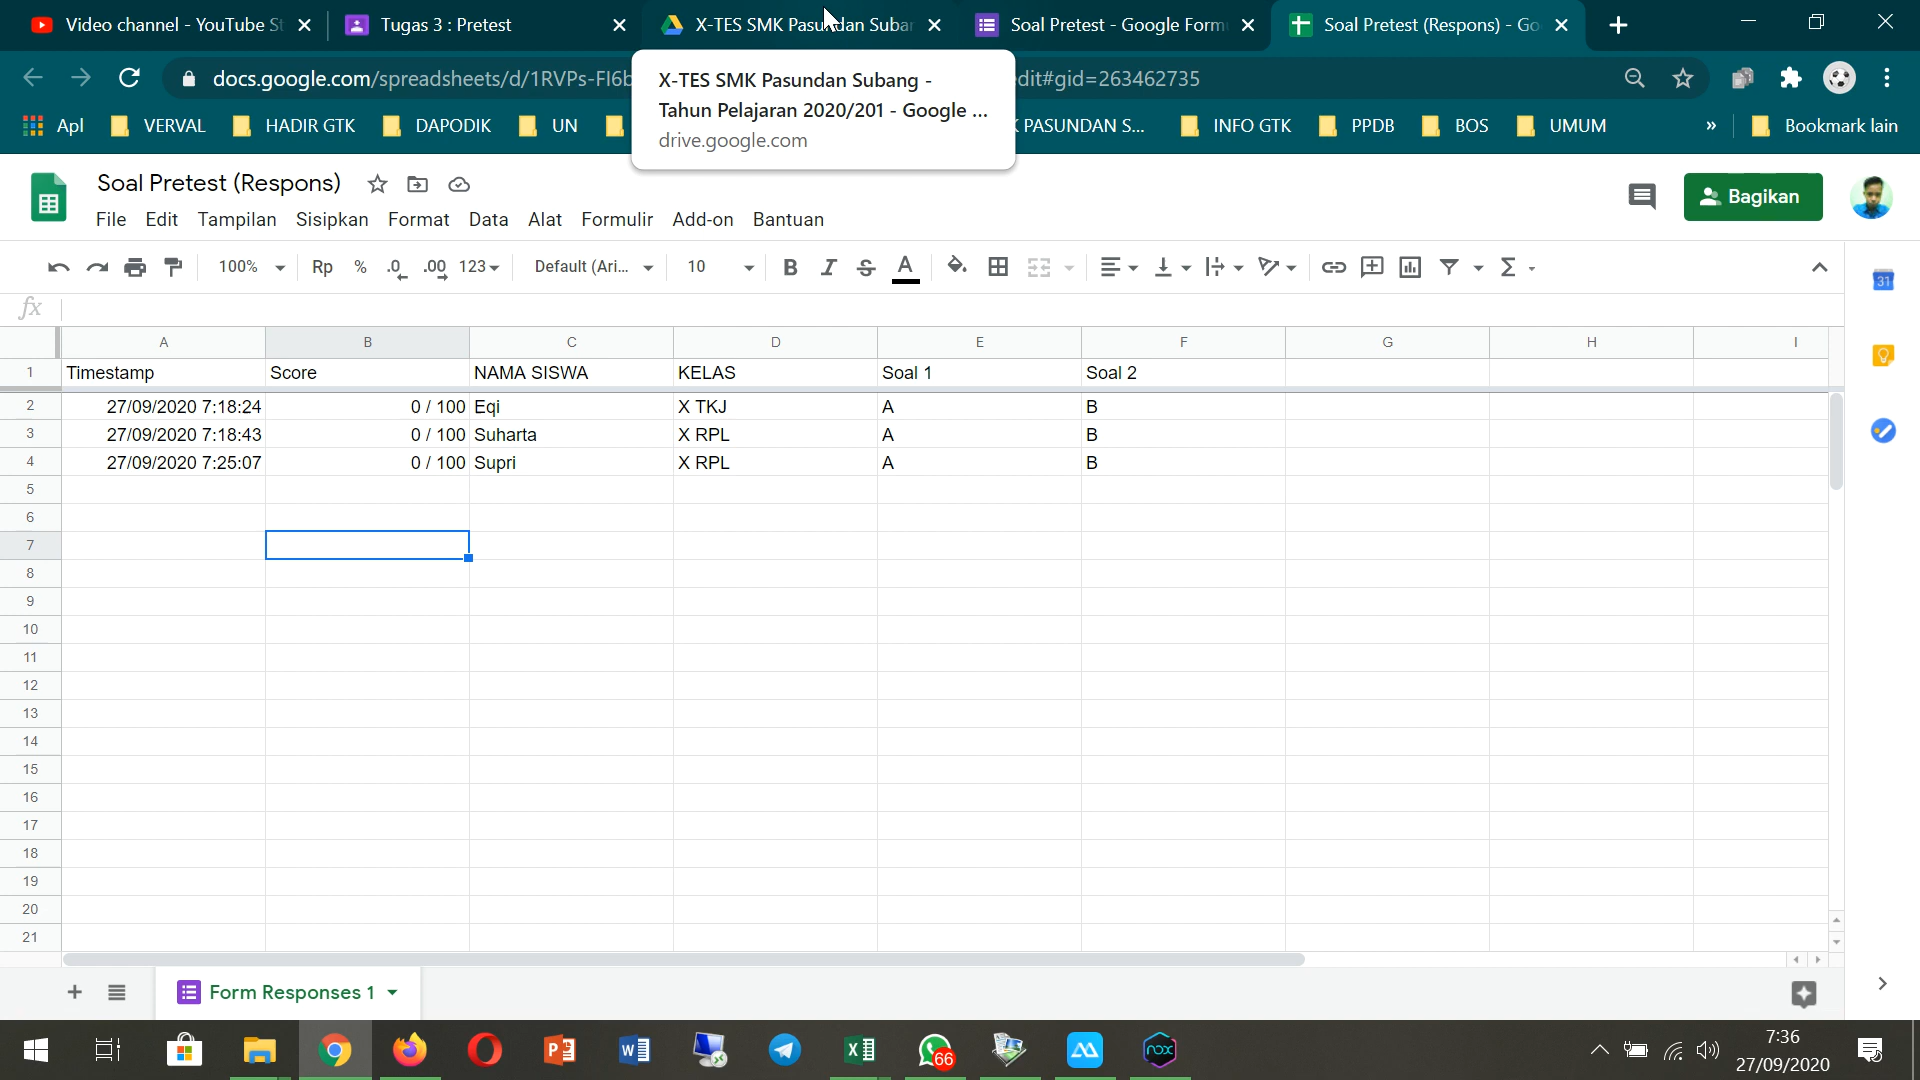 Video channel - YouTube St
Tugas 3 : Pretest
X-TES SMK Pasundan Subar
Soal Pretest - Google Form
Soal Pretest (Respons) - Go
docs.google.com/spreadsheets/d/1RVPs-FI6b
dit#gid=263462735
X-TES SMK Pasundan Subang -
Tahun Pelajaran 2020/201 - Google ...
drive.google.com
Apl VERVAL HADIR GTK DAPODIK UN PASUNDAN S... INFO GTK PPDB BOS UMUM » Bookmark lain
Soal Pretest (Respons)
Bagikan
File Edit Tampilan Sisipkan Format Data Alat Formulir Add-on Bantuan
100% Rp % .0 .00 123 Default (Ari... 10 B I S A Σ
31
fx
A B C D E F G H I
1 Timestamp Score NAMA SISWA KELAS Soal 1 Soal 2
2 27/09/2020 7:18:24 0 / 100 Eqi X TKJ A B
3 27/09/2020 7:18:43 0 / 100 Suharta X RPL A B
4 27/09/2020 7:25:07 0 / 100 Supri X RPL A B
5
6
7
8
9
10
11
12
13
14
15
16
17
18
19
20
21
Form Responses 1
66
nox
7:36
27/09/2020